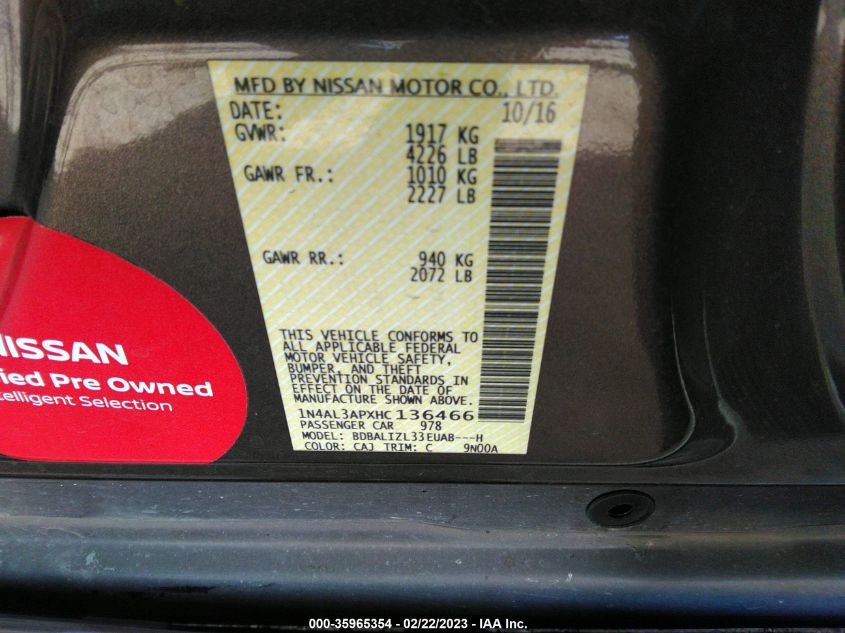 MFD BY NISSAN MOTOR CO., LTD.
DATE: 10/16
GVWR: 1917 KG
4226 LB
GAWR FR.: 1010 KG
2227 LB
GAWR RR.: 940 KG
2072 LB
THIS VEHICLE CONFORMS TO
ALL APPLICABLE FEDERAL
MOTOR VEHICLE SAFETY,
BUMPER, AND THEFT
PREVENTION STANDARDS IN
EFFECT ON THE DATE OF
MANUFACTURE SHOWN ABOVE.
1N4AL3APXHC136466
PASSENGER CAR 978
MODEL: BDBALIZL33EUAB---H
COLOR: CAJ TRIM: C 9N00A
NISSAN
fied Pre Owned
telligent Selection
000-35965354 - 02/22/2023 - IAA Inc.